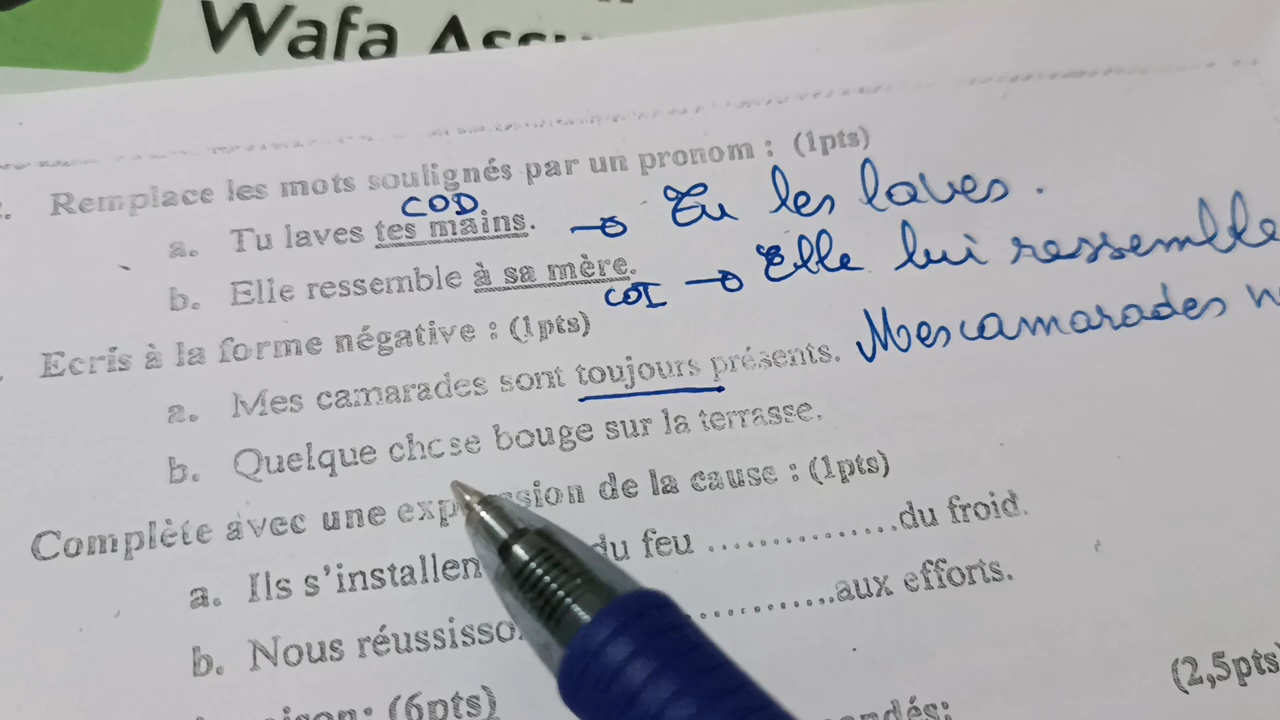 Wafa
Remplace les mots soulignés par un pronom : (1pts)
COD
a. Tu laves tes mains. → Tu les laves.
b. Elle ressemble à sa mère. → Elle lui ressemble
COI
Ecris à la forme négative : (1pts)
a. Mes camarades sont toujours présents. Mes camarades
b. Quelque chose bouge sur la terrasse.
Complète avec une expression de la cause : (1pts)
a. Ils s'installen du feu ...............du froid.
b. Nous réussisso ............aux efforts.
(2,5pts)
(6pts)